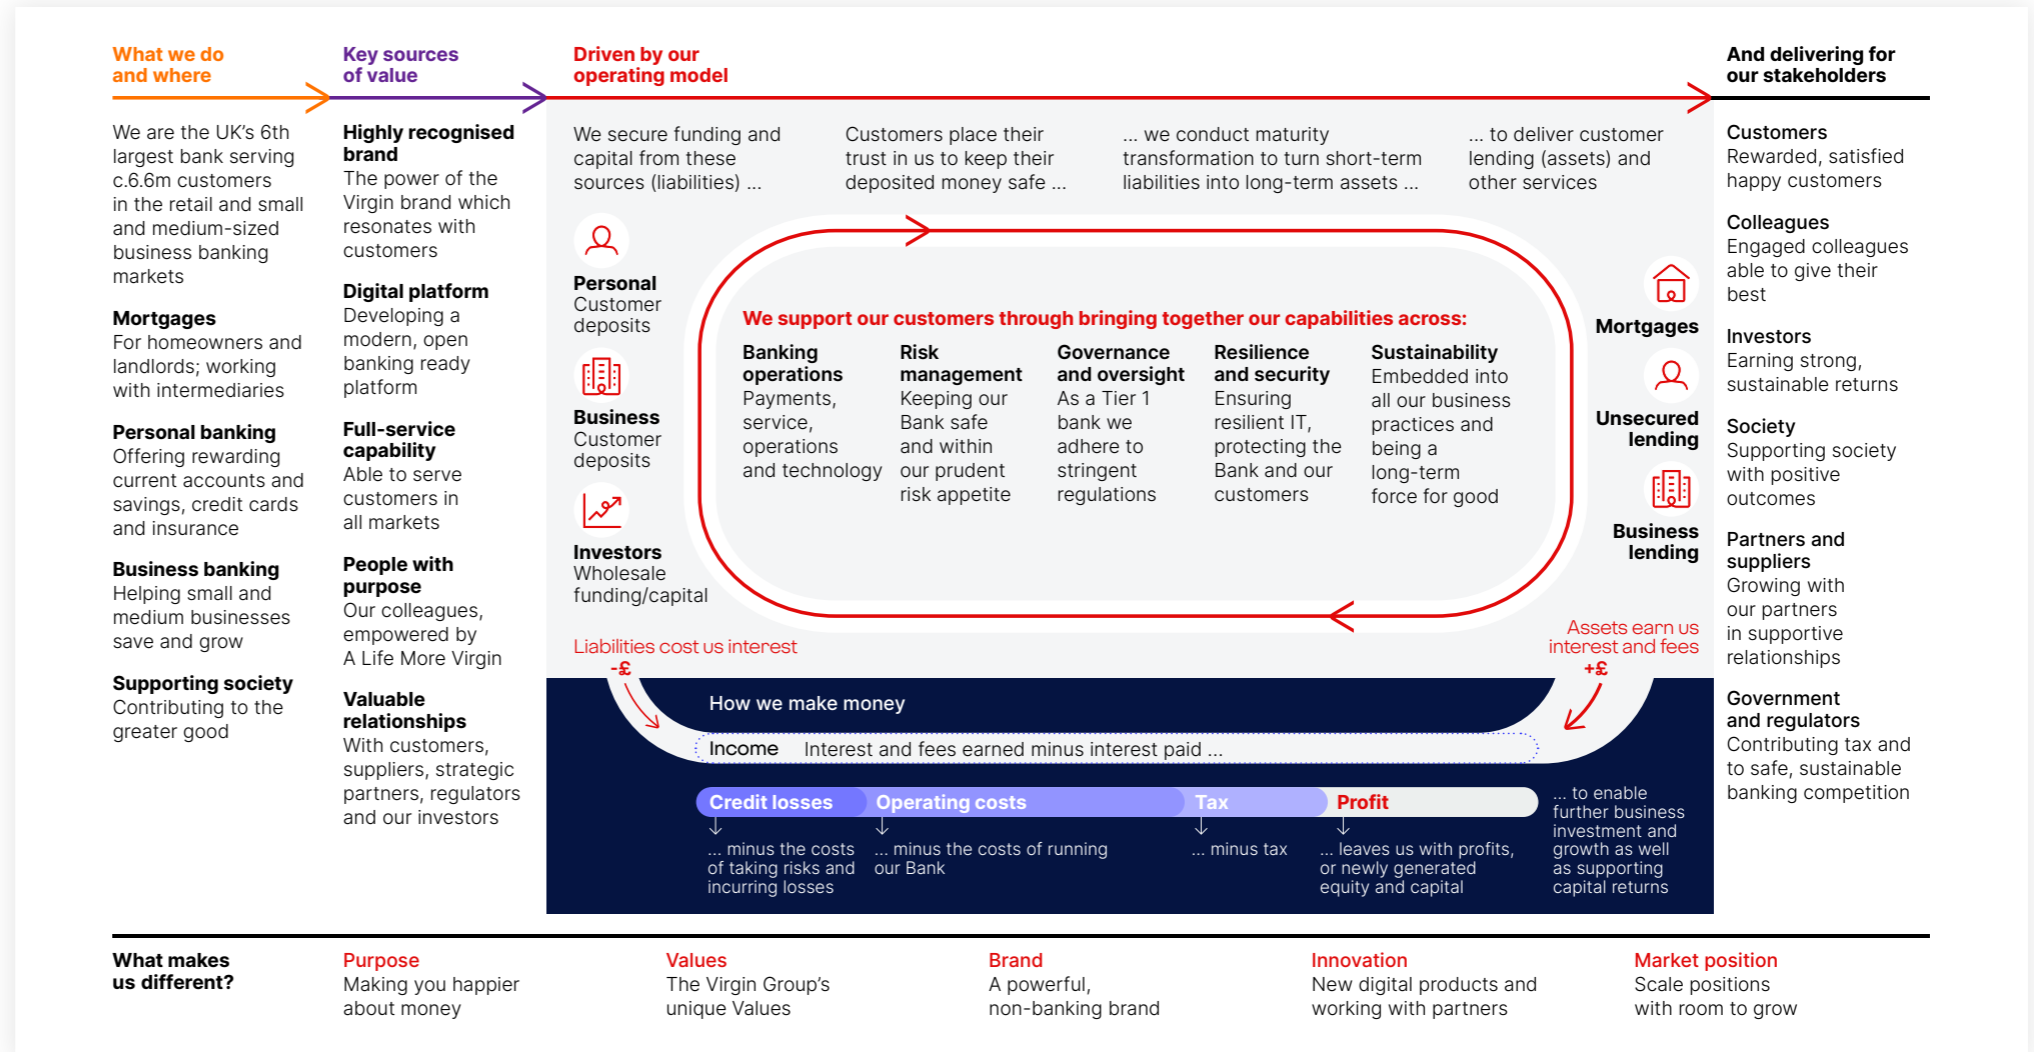 What we do
and where
We are the UK's 6th
largest bank serving
c.6.6m customers
in the retail and small
and medium-sized
business banking
markets
Mortgages
For homeowners and
landlords; working
with intermediaries
Personal banking
Offering rewarding
current accounts and
savings, credit cards
and insurance
Business banking
Helping small and
medium businesses
save and grow
Supporting society
Contributing to the
greater good
Key sources
of value
Highly recognised
brand
The power of the
Virgin brand which
resonates with
customers
Digital platform
Developing a
modern, open
banking ready
platform
Full-service
capability
Able to serve
customers in
all markets
People with
purpose
Our colleagues,
empowered by
A Life More Virgin
Valuable
relationships
With customers,
suppliers, strategic
partners, regulators
and our investors
Driven by our
operating model
We secure funding and
capital from these
sources (liabilities) ...
Customers place their
trust in us to keep their
deposited money safe ...
... we conduct maturity
transformation to turn short-term
liabilities into long-term assets ...
... to deliver customer
lending (assets) and
other services
Personal
Customer
deposits
Business
Customer
deposits
Investors
Wholesale
funding/capital
We support our customers through bringing together our capabilities across:
Banking
operations
Payments,
service,
operations
and technology
Risk
management
Keeping our
Bank safe
and within
our prudent
risk appetite
Governance
and oversight
As a Tier 1
bank we
adhere to
stringent
regulations
Resilience
and security
Ensuring
resilient IT,
protecting the
Bank and our
customers
Sustainability
Embedded into
all our business
practices and
being a
long-term
force for good
Mortgages
Unsecured
lending
Business
lending
Liabilities cost us interest
-£
Assets earn us
interest and fees
+£
How we make money
Income Interest and fees earned minus interest paid ...
Credit losses
... minus the costs
of taking risks and
incurring losses
Operating costs
... minus the costs of running
our Bank
Tax
... minus tax
Profit
... leaves us with profits,
or newly generated
equity and capital
... to enable
further business
investment and
growth as well
as supporting
capital returns
And delivering for
our stakeholders
Customers
Rewarded, satisfied
happy customers
Colleagues
Engaged colleagues
able to give their
best
Investors
Earning strong,
sustainable returns
Society
Supporting society
with positive
outcomes
Partners and
suppliers
Growing with
our partners
in supportive
relationships
Government
and regulators
Contributing tax and
to safe, sustainable
banking competition
What makes
us different?
Purpose
Making you happier
about money
Values
The Virgin Group's
unique Values
Brand
A powerful,
non-banking brand
Innovation
New digital products and
working with partners
Market position
Scale positions
with room to grow